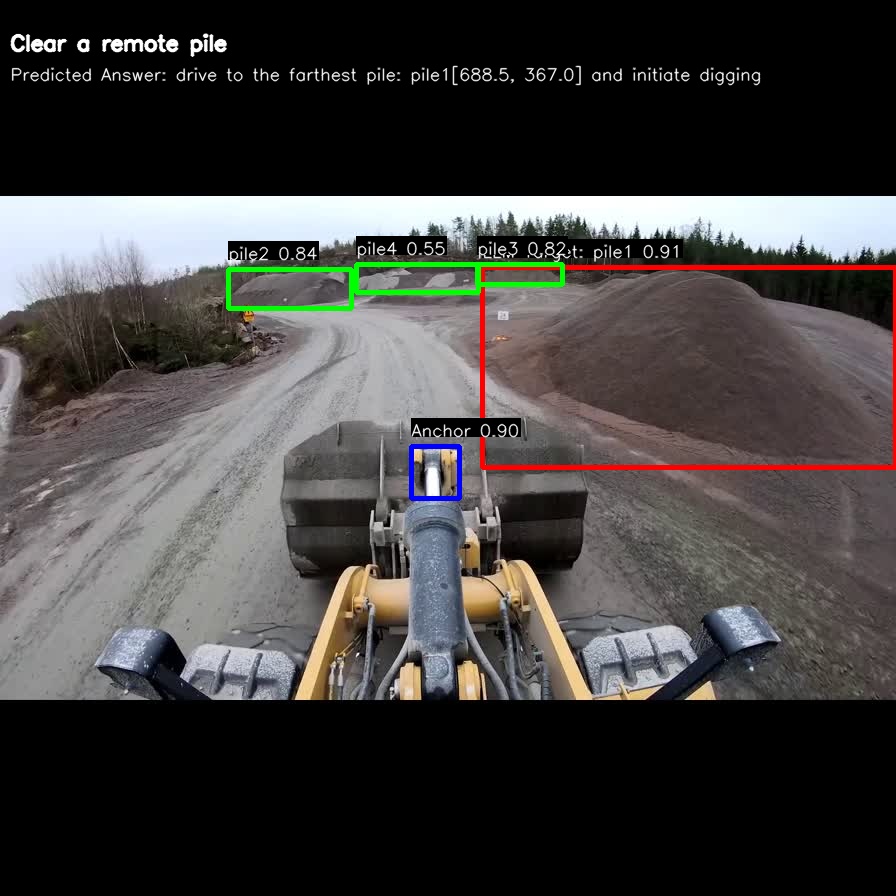 Clear a remote pile
Predicted Answer: drive to the farthest pile: pile1[688.5, 367.0] and initiate digging
pile2 0.84
pile4 0.55
pile3 0.82
pile1 0.91
Anchor 0.90